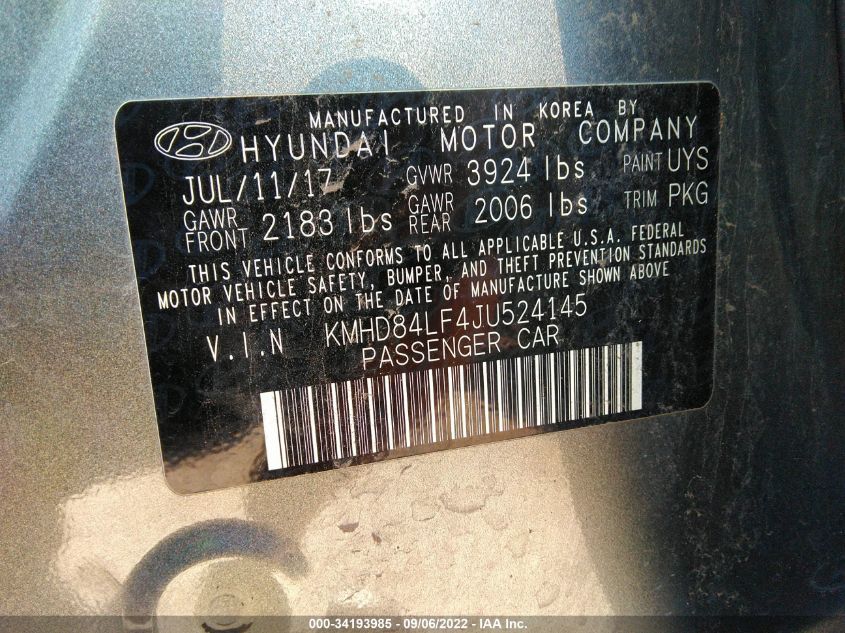 MANUFACTURED IN KOREA BY
HYUNDAI MOTOR COMPANY
JUL/11/17 GVWR 3924 lbs PAINT UYS
GAWR FRONT 2183 lbs GAWR REAR 2006 lbs TRIM PKG
THIS VEHICLE CONFORMS TO ALL APPLICABLE U.S.A. FEDERAL
MOTOR VEHICLE SAFETY, BUMPER, AND THEFT PREVENTION STANDARDS
IN EFFECT ON THE DATE OF MANUFACTURE SHOWN ABOVE
V.I.N KMHD84LF4JU524145
PASSENGER CAR
000-34193985 - 09/06/2022 - IAA Inc.